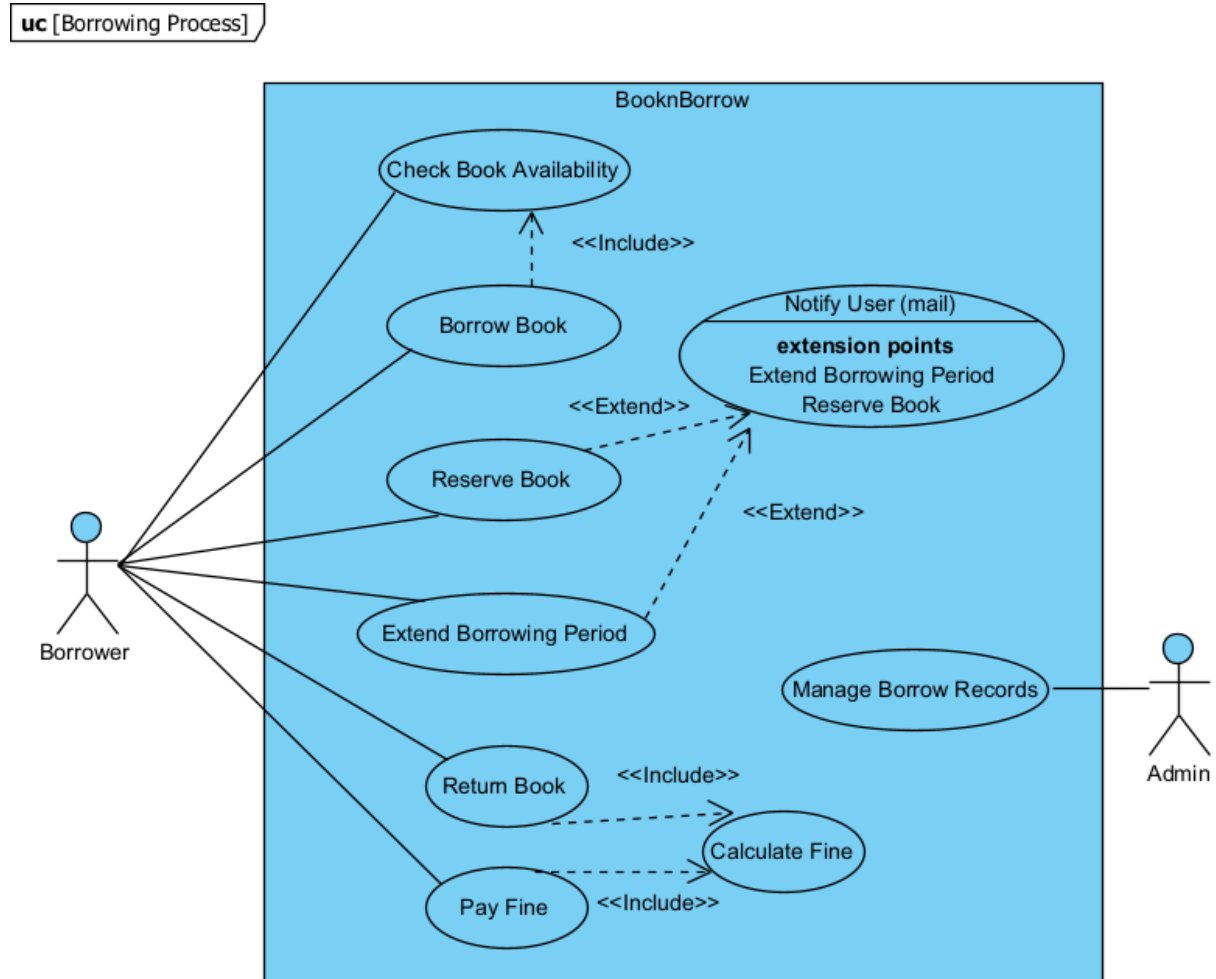 uc [Borrowing Process]
BooknBorrow
Check Book Availability
<<Include>>
Borrow Book
Notify User (mail)
extension points
Extend Borrowing Period
Reserve Book
<<Extend>>
Reserve Book
<<Extend>>
Extend Borrowing Period
Borrower
Manage Borrow Records
Admin
Return Book
<<Include>>
Calculate Fine
Pay Fine
<<Include>>